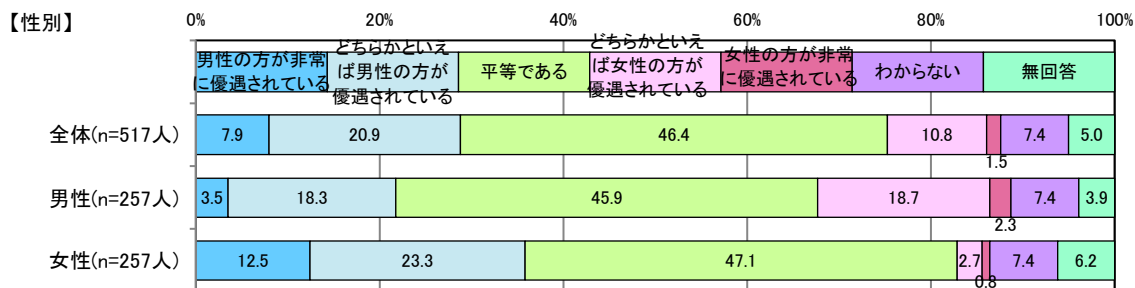 【性別】
0% 20% 40% 60% 80% 100%
男性の方が非常
に優遇されている
どちらかといえ
ば男性の方が
優遇されている
平等である
どちらかといえ
ば女性の方が
優遇されている
女性の方が非常
に優遇されている
わからない
無回答
全体(n=517人) 7.9 20.9 46.4 10.8 1.5 7.4 5.0
男性(n=257人) 3.5 18.3 45.9 18.7 2.3 7.4 3.9
女性(n=257人) 12.5 23.3 47.1 2.7 0.8 7.4 6.2